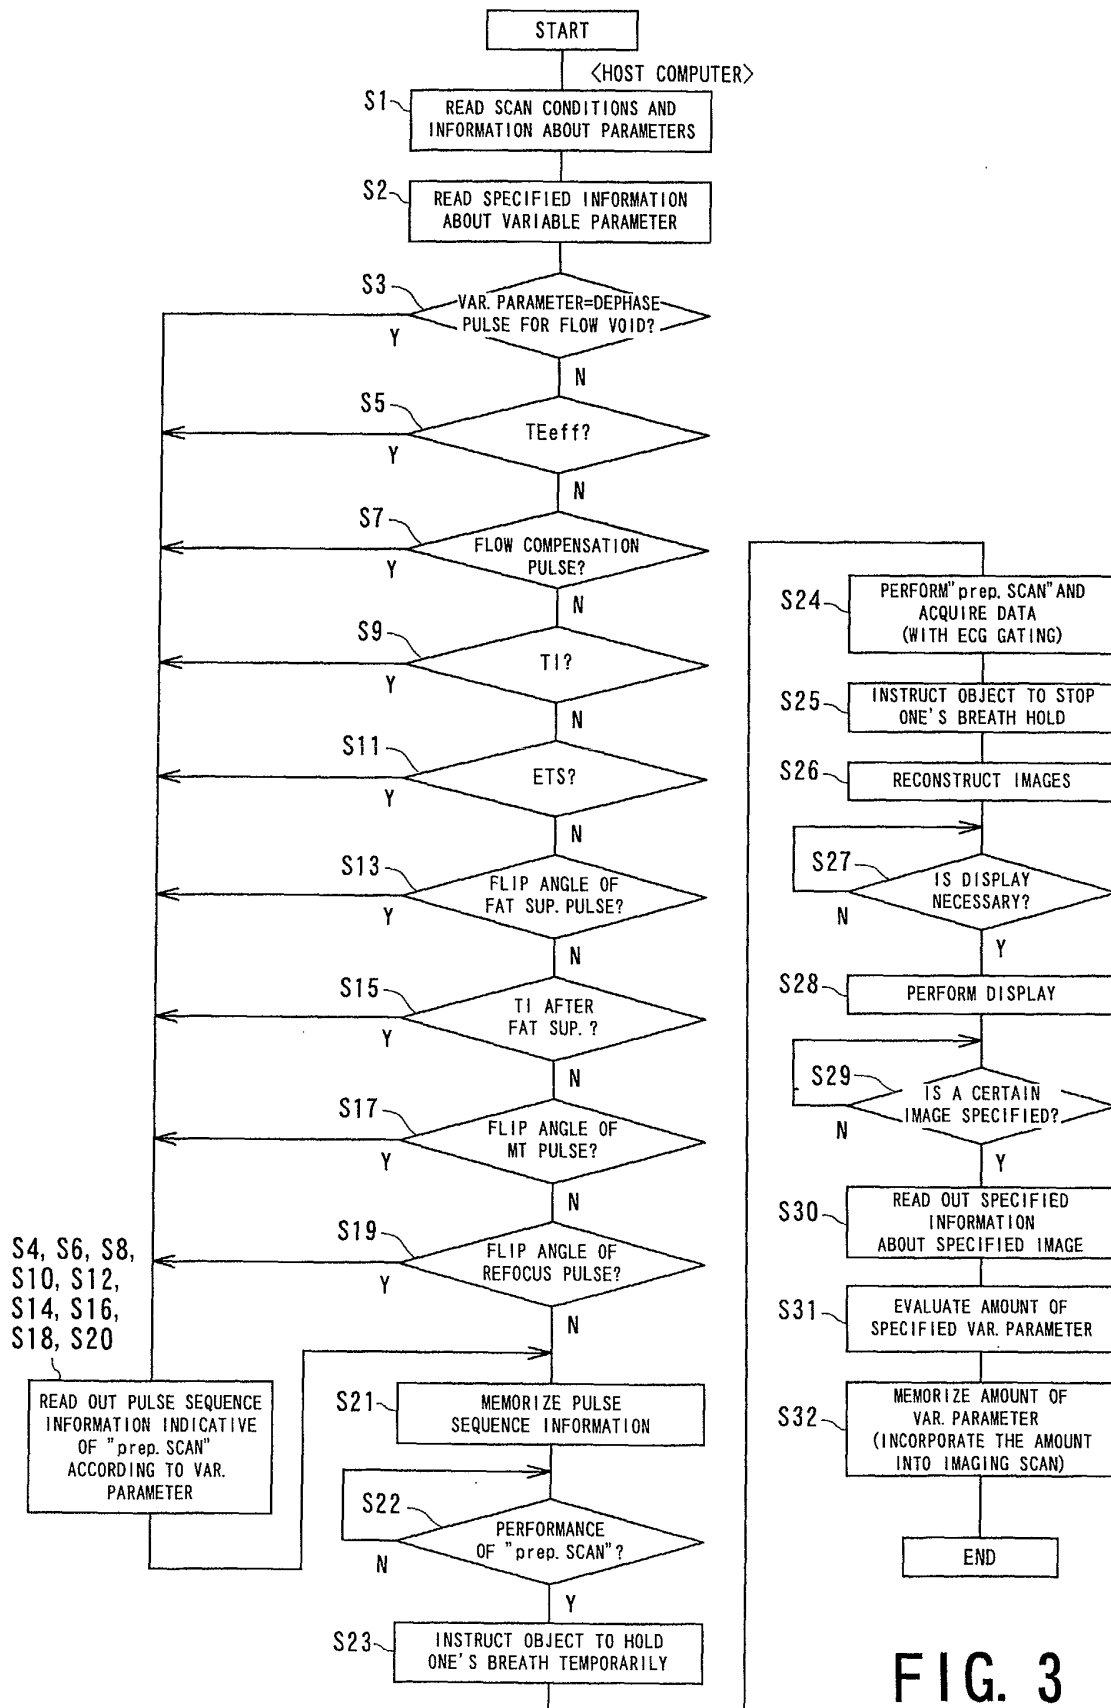 START
<HOST COMPUTER>
S1
READ SCAN CONDITIONS AND
INFORMATION ABOUT PARAMETERS
S2
READ SPECIFIED INFORMATION
ABOUT VARIABLE PARAMETER
S3
VAR. PARAMETER=DEPHASE
PULSE FOR FLOW VOID?
Y
N
S5
TEeff?
Y
N
S7
FLOW COMPENSATION
PULSE?
Y
N
S9
TI?
Y
N
S11
ETS?
Y
N
S13
FLIP ANGLE OF
FAT SUP. PULSE?
Y
N
S15
TI AFTER
FAT SUP. ?
Y
N
S17
FLIP ANGLE OF
MT PULSE?
Y
N
S19
FLIP ANGLE OF
REFOCUS PULSE?
Y
N
S4, S6, S8,
S10, S12,
S14, S16,
S18, S20
READ OUT PULSE SEQUENCE
INFORMATION INDICATIVE
OF "prep. SCAN"
ACCORDING TO VAR.
PARAMETER
S21
MEMORIZE PULSE
SEQUENCE INFORMATION
S22
PERFORMANCE
OF "prep. SCAN"?
N
Y
S23
INSTRUCT OBJECT TO HOLD
ONE'S BREATH TEMPORARILY
S24
PERFORM"prep. SCAN"AND
ACQUIRE DATA
(WITH ECG GATING)
S25
INSTRUCT OBJECT TO STOP
ONE'S BREATH HOLD
S26
RECONSTRUCT IMAGES
S27
IS DISPLAY
NECESSARY?
N
Y
S28
PERFORM DISPLAY
S29
IS A CERTAIN
IMAGE SPECIFIED?
N
Y
S30
READ OUT SPECIFIED
INFORMATION
ABOUT SPECIFIED IMAGE
S31
EVALUATE AMOUNT OF
SPECIFIED VAR. PARAMETER
S32
MEMORIZE AMOUNT OF
VAR. PARAMETER
(INCORPORATE THE AMOUNT
INTO IMAGING SCAN)
END
FIG. 3